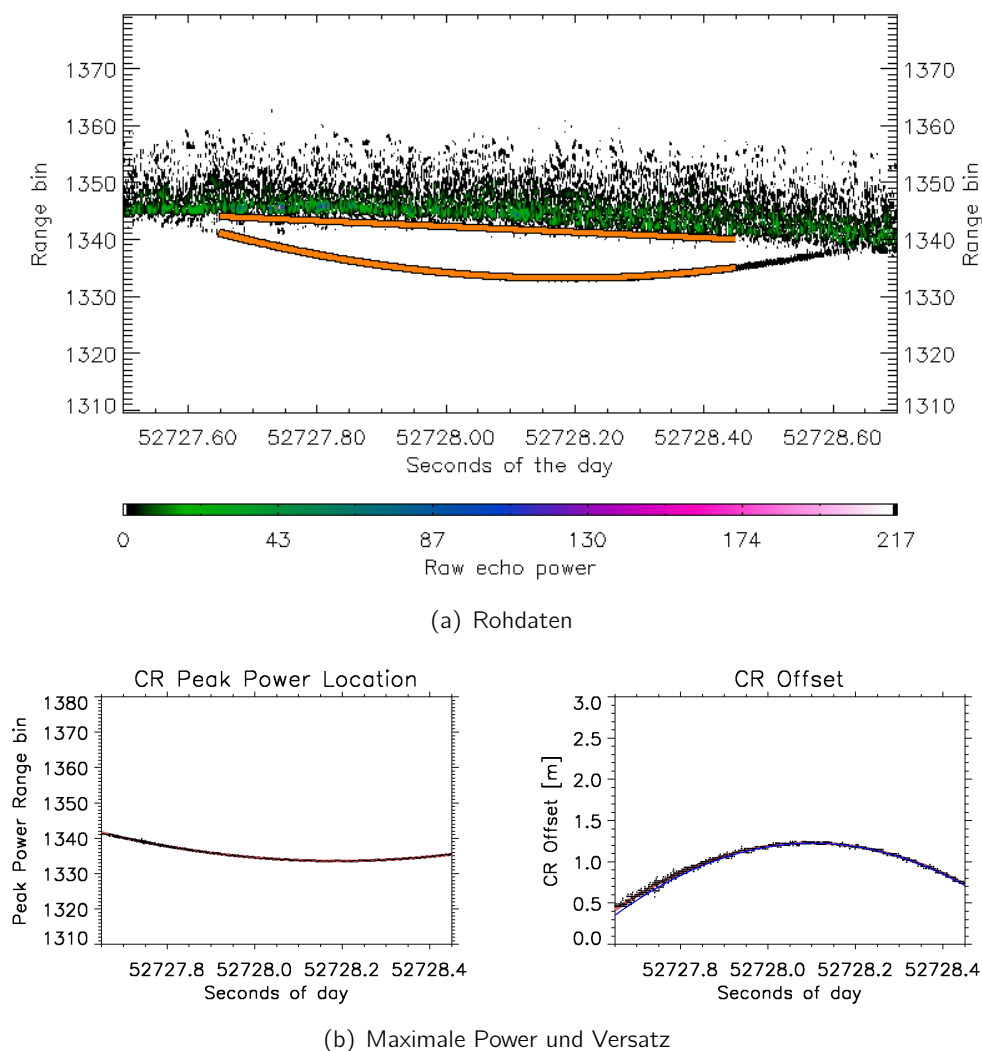 1370
1360
1350
1340
1330
1320
1310
Range bin
1370
1360
1350
1340
1330
1320
1310
Range bin
52727.60 52727.80 52728.00 52728.20 52728.40 52728.60
Seconds of the day
0 43 87 130 174 217
Raw echo power
(a) Rohdaten
CR Peak Power Location
1380
1370
1360
1350
1340
1330
1320
1310
Peak Power Range bin
52727.8 52728.0 52728.2 52728.4
Seconds of day
CR Offset
3.0
2.5
2.0
1.5
1.0
0.5
0.0
CR Offset [m]
52727.8 52728.0 52728.2 52728.4
Seconds of day
(b) Maximale Power und Versatz